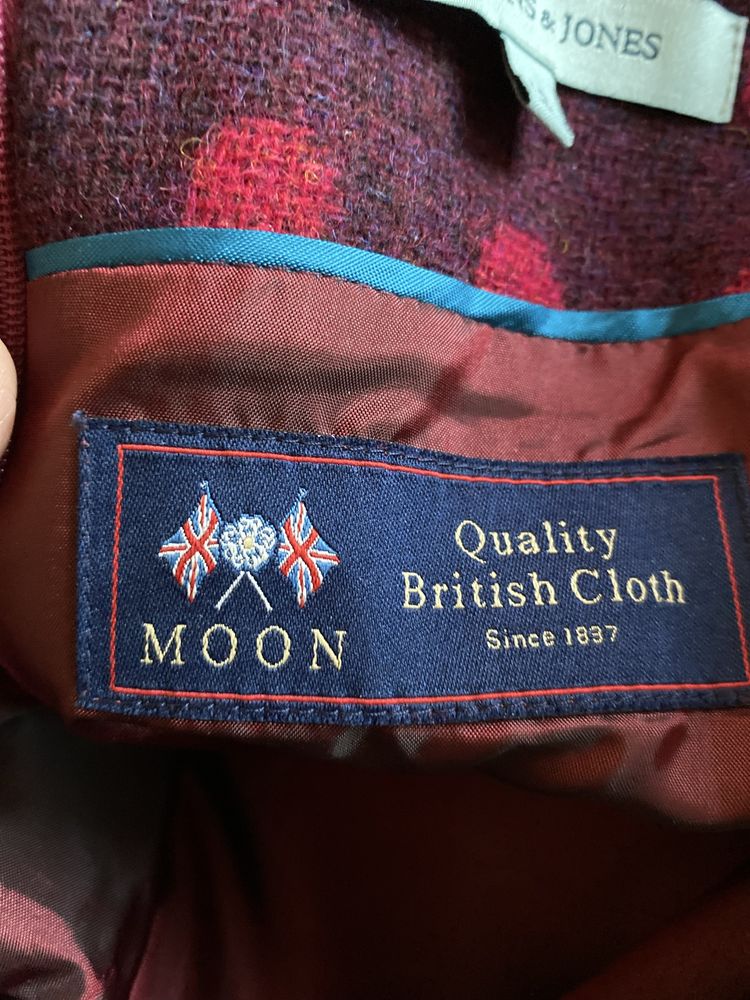 & JONES
MOON
Quality
British Cloth
Since 1837